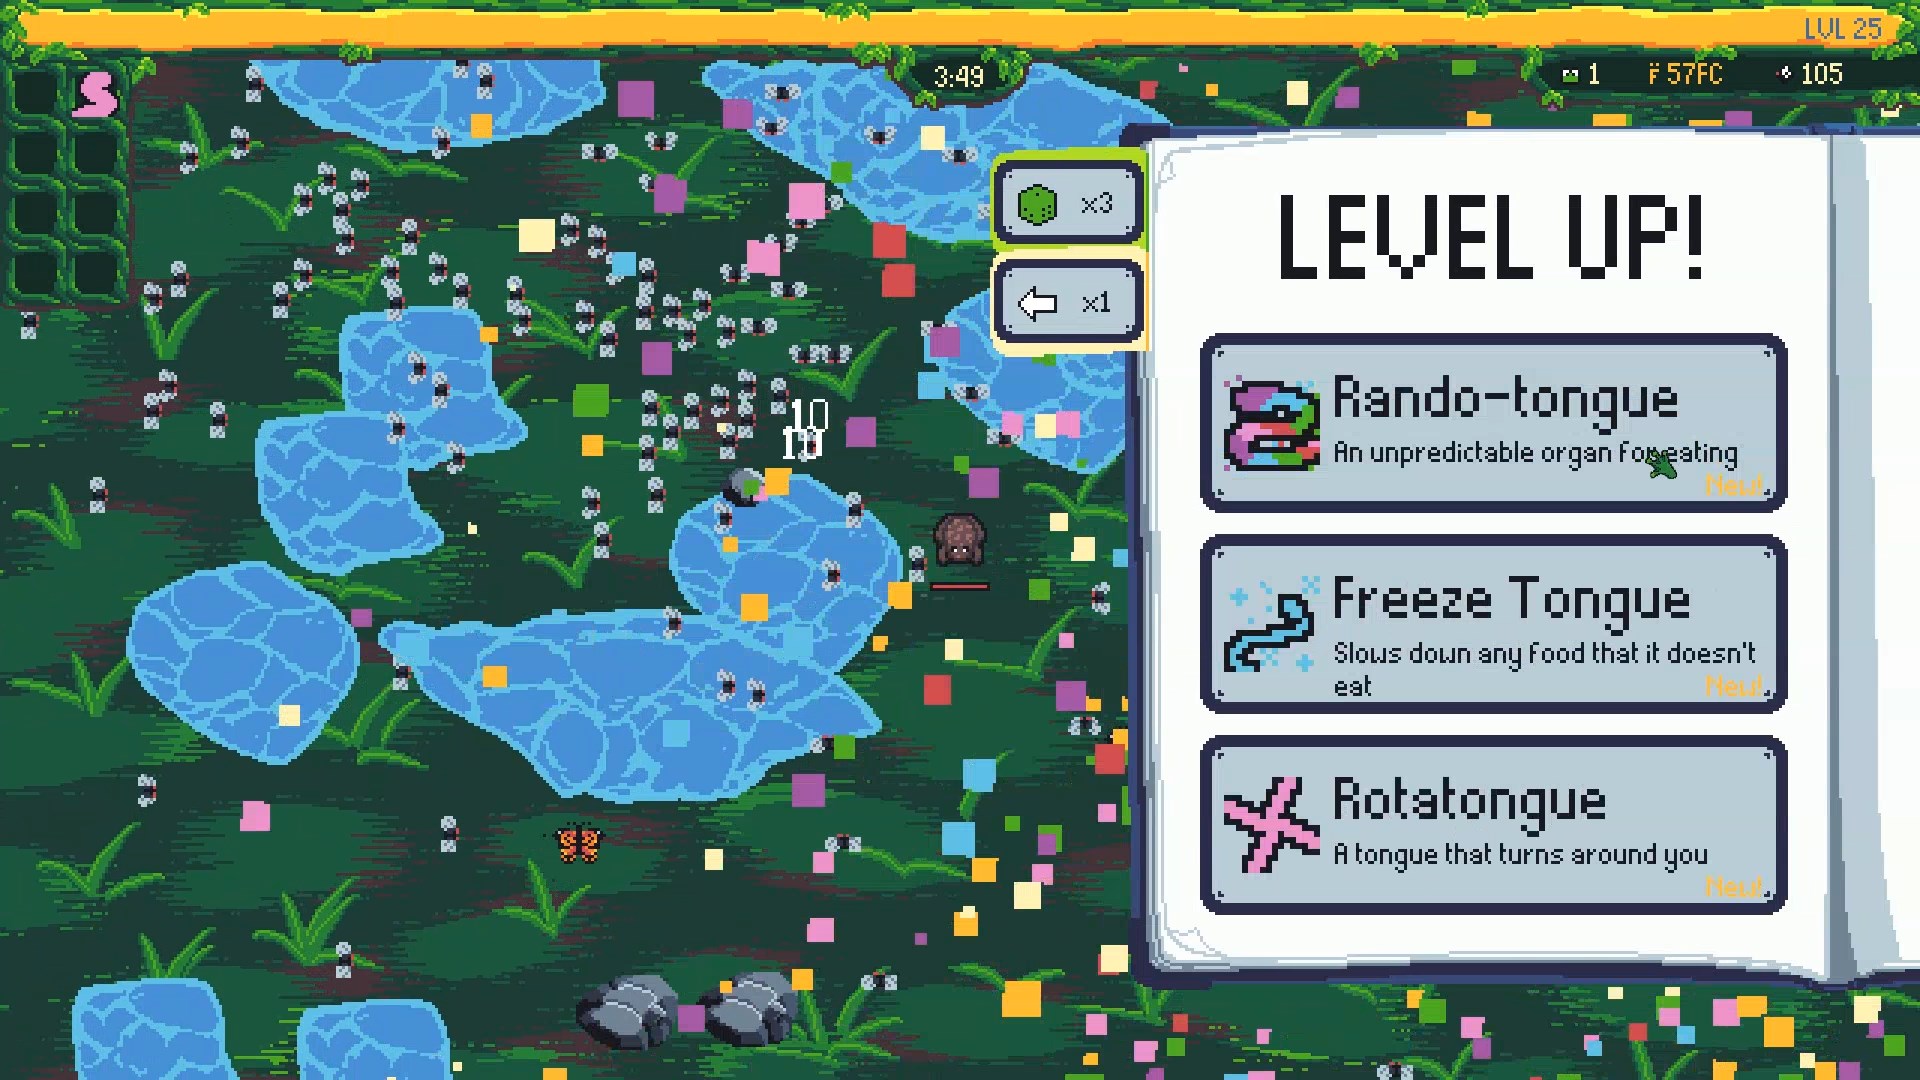 LVL 25
3:49
1
57FC
105
x3
x1
LEVEL UP!
Rando-tongue
An unpredictable organ for eating
New!
Freeze Tongue
Slows down any food that it doesn't
eat
New!
Rotatongue
A tongue that turns around you
New!
10
10